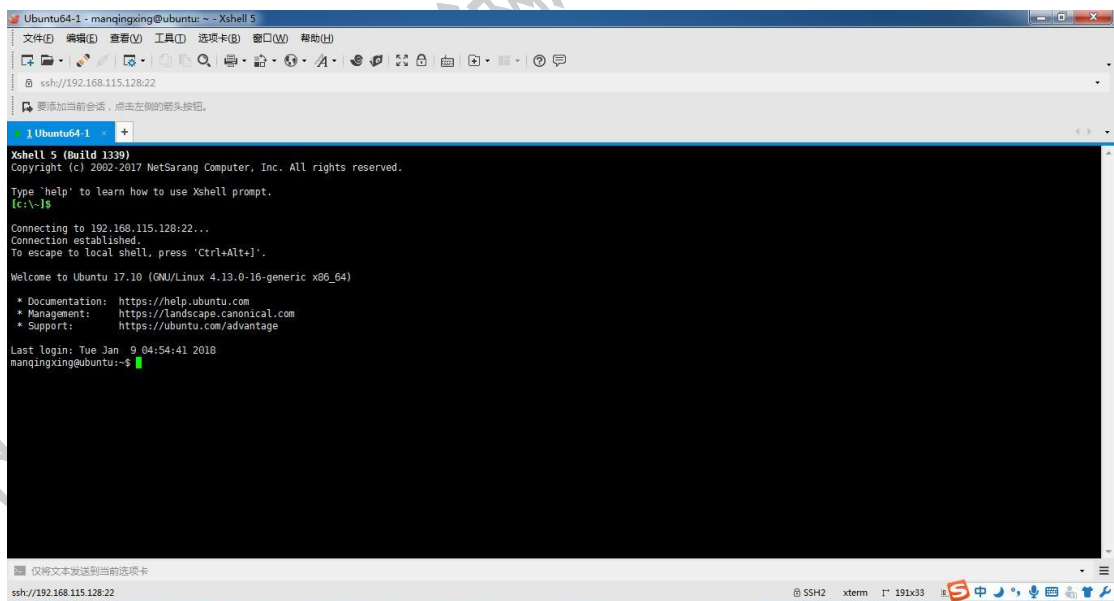 Ubuntu64-1 - manqingxing@ubuntu: ~ - Xshell 5
文件(F) 编辑(E) 查看(V) 工具(T) 选项卡(B) 窗口(W) 帮助(H)
ssh://192.168.115.128:22
要添加当前会话，点击左侧的箭头按钮。
1 Ubuntu64-1 × +
Xshell 5 (Build 1339)
Copyright (c) 2002-2017 NetSarang Computer, Inc. All rights reserved.
Type `help' to learn how to use Xshell prompt.
[c:\~]$
Connecting to 192.168.115.128:22...
Connection established.
To escape to local shell, press 'Ctrl+Alt+]'.
Welcome to Ubuntu 17.10 (GNU/Linux 4.13.0-16-generic x86_64)
* Documentation: https://help.ubuntu.com
* Management: https://landscape.canonical.com
* Support: https://ubuntu.com/advantage
Last login: Tue Jan 9 04:54:41 2018
manqingxing@ubuntu:~$
仅将文本发送到当前选项卡
ssh://192.168.115.128:22 SSH2 xterm 191x33 中